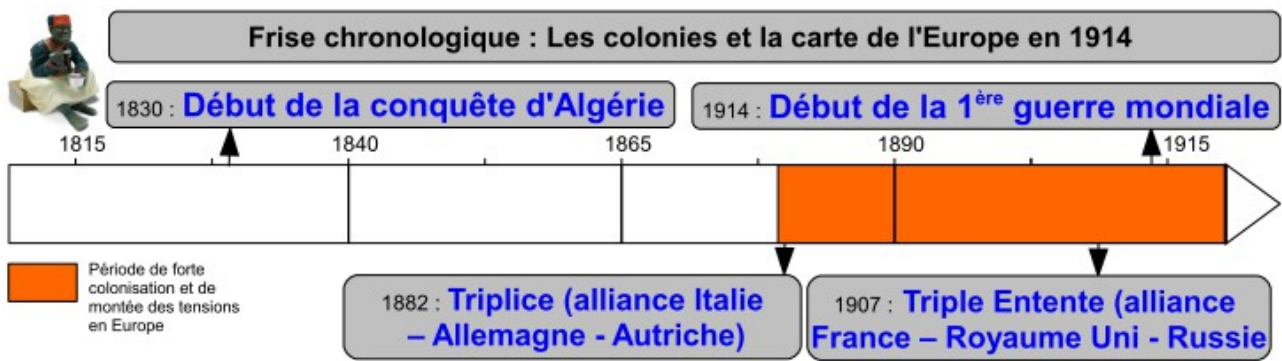 Frise chronologique : Les colonies et la carte de l'Europe en 1914
1830 : Début de la conquête d'Algérie
1914 : Début de la 1ère guerre mondiale
1815
1840
1865
1890
1915
Période de forte
colonisation et de
montée des tensions
en Europe
1882 : Triplice (alliance Italie
– Allemagne - Autriche)
1907 : Triple Entente (alliance
France – Royaume Uni - Russie